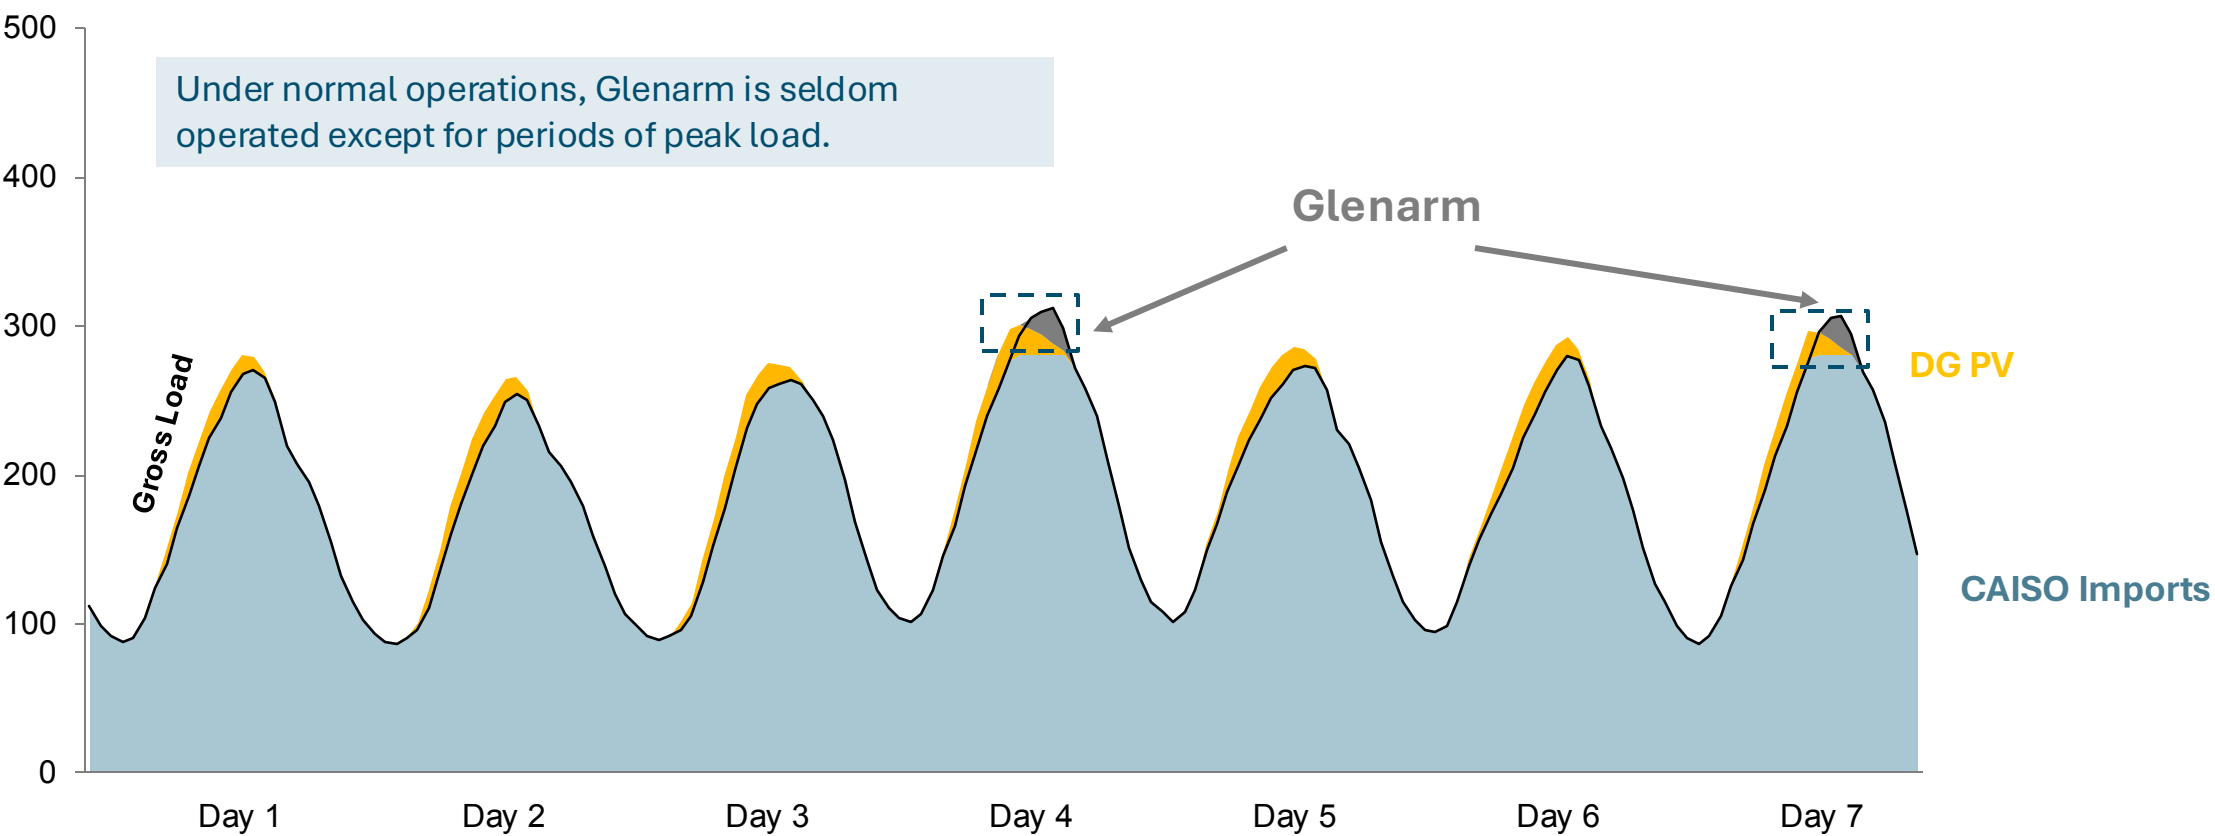 500
Under normal operations, Glenarm is seldom
operated except for periods of peak load.
400
Glenarm
300
Gross Load
DG PV
200
CAISO Imports
100
0
Day 1 Day 2 Day 3 Day 4 Day 5 Day 6 Day 7